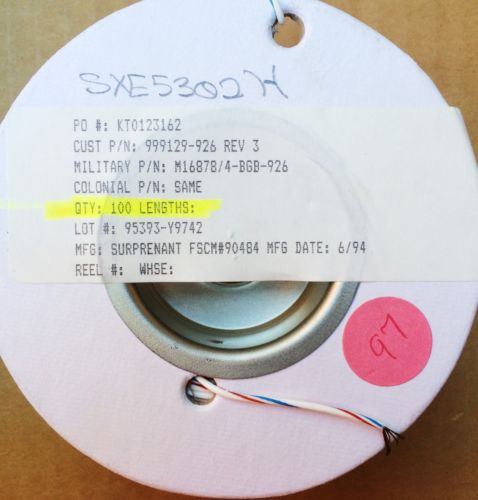 SXE5302H
PO #: KT0123162
CUST P/N: 999129-926 REV 3
MILITARY P/N: M16878/4-BGB-926
COLONIAL P/N: SAME
QTY: 100 LENGTHS:
LOT #: 95393-Y9742
MFG: SURPRENANT FSCM#90484 MFG DATE: 6/94
REEL #: WHSE:
97